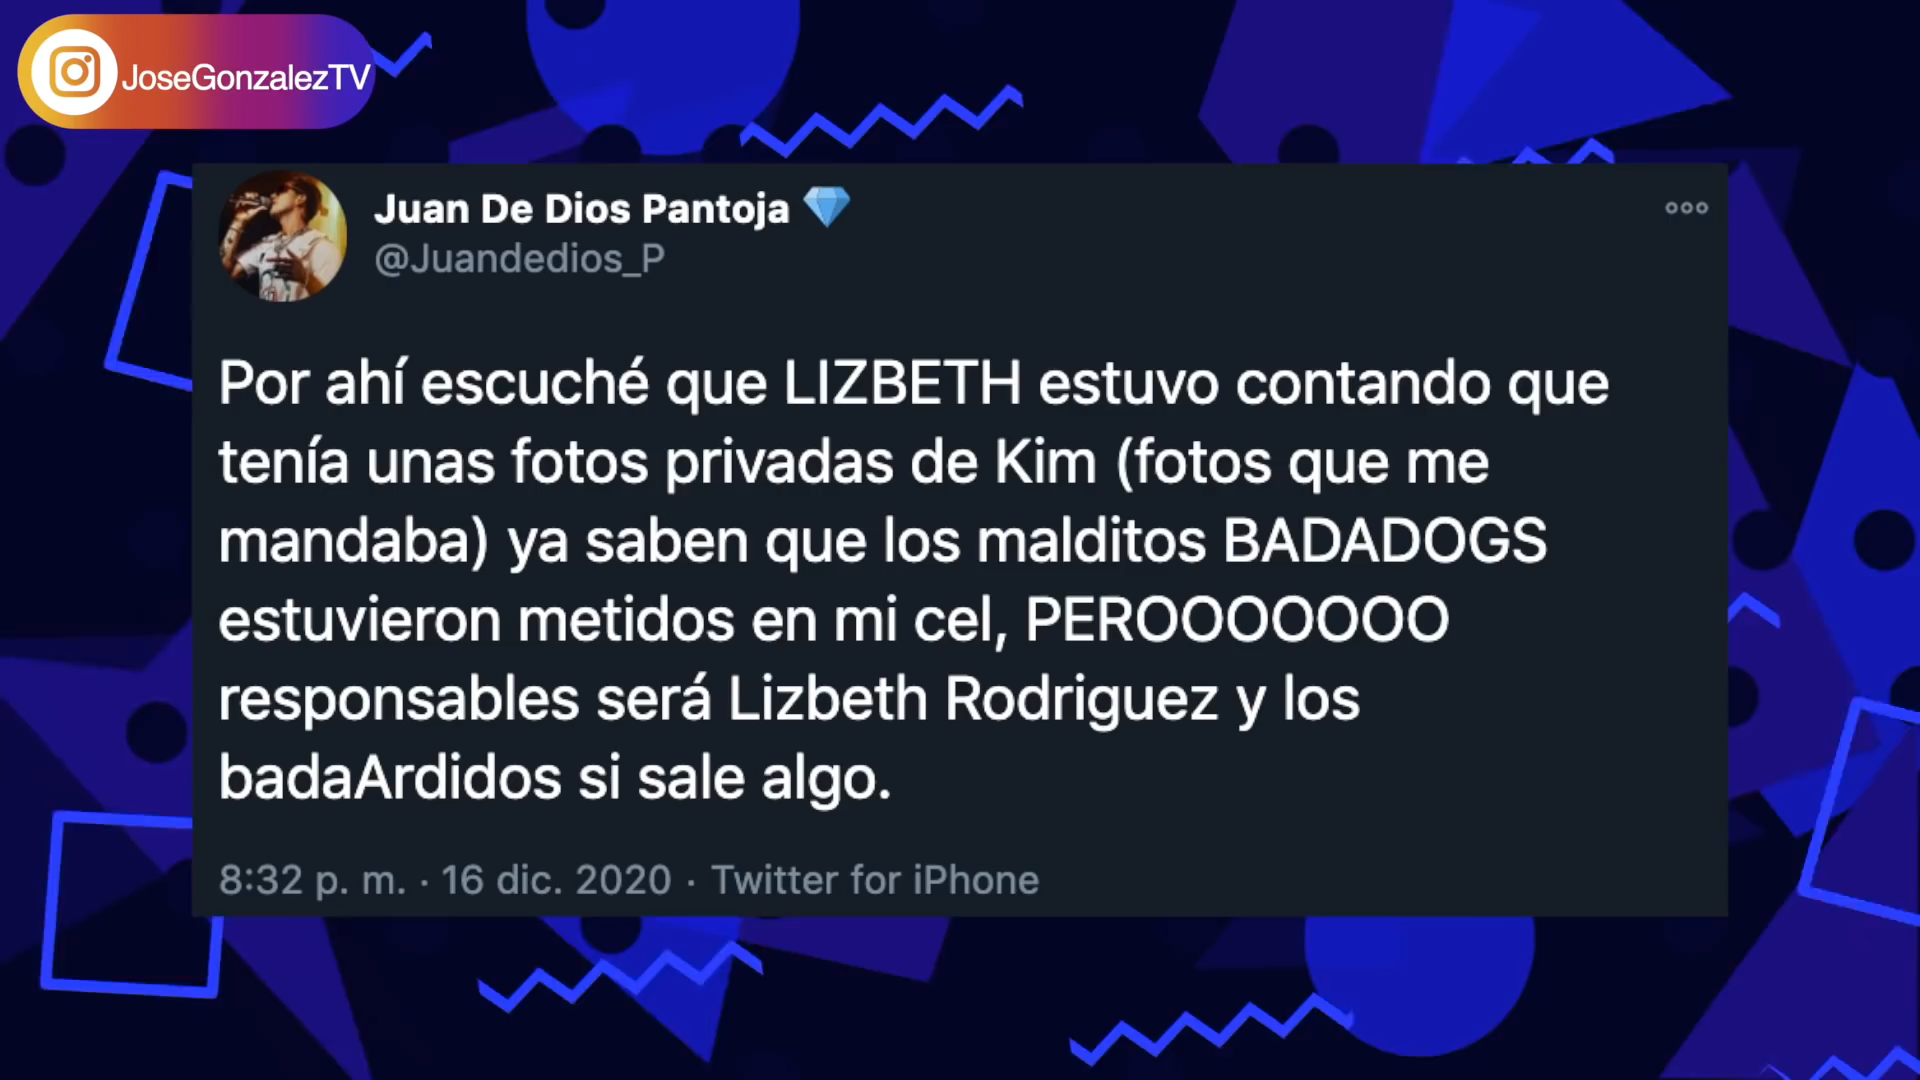 JoseGonzalezTV
Juan De Dios Pantoja 💎
@Juandedios_P
Por ahí escuché que LIZBETH estuvo contando que
tenía unas fotos privadas de Kim (fotos que me
mandaba) ya saben que los malditos BADADOGS
estuvieron metidos en mi cel, PEROOOOOOO
responsables será Lizbeth Rodriguez y los
badaArdidos si sale algo.
8:32 p. m. · 16 dic. 2020 · Twitter for iPhone